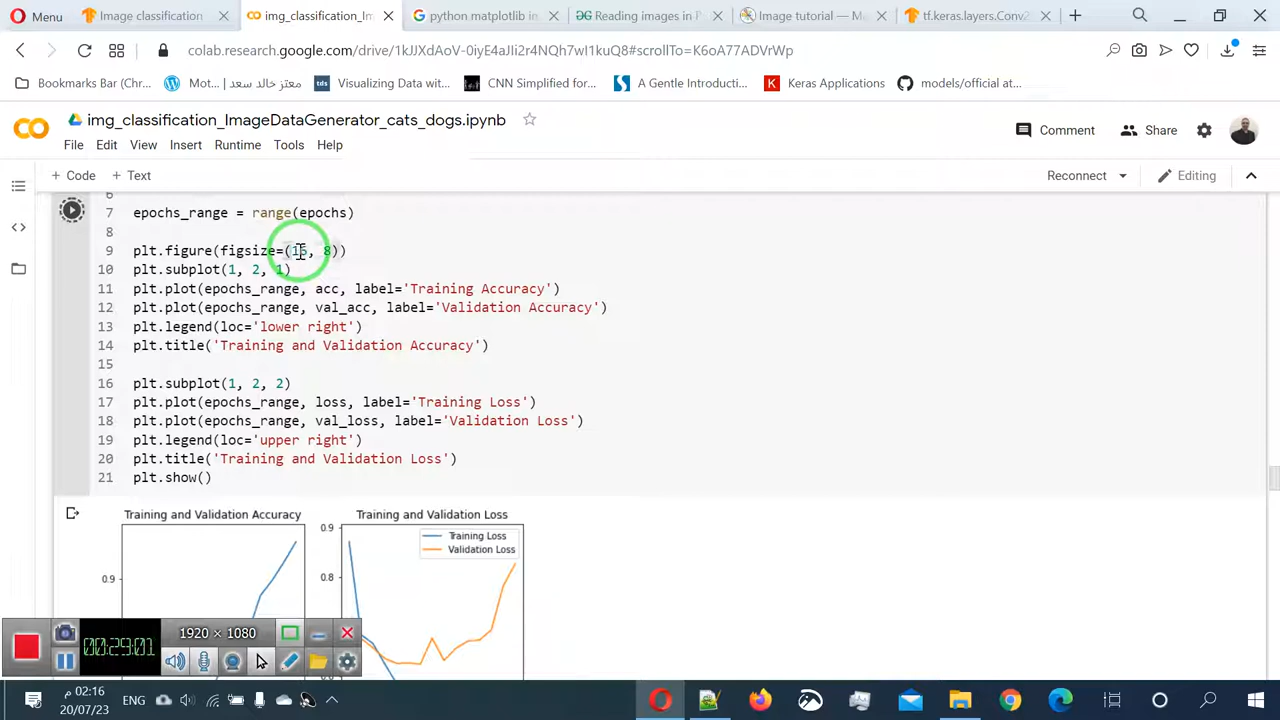 Image classification
img_classification_Im
python matplotlib in
Reading images in P
Image tutorial — M
tf.keras.layers.Conv2
Menu
colab.research.google.com/drive/1kJJXdAoV-0iyE4aJIi2r4NQh7wI1kuQ8#scrollTo=K6oA77ADVrWp
Bookmarks Bar (Chr...
Mot... | معتز خالد سعد
tds Visualizing Data wit...
CNN Simplified for...
A Gentle Introducti...
K Keras Applications
models/official at...
img_classification_ImageDataGenerator_cats_dogs.ipynb
Comment
Share
File Edit View Insert Runtime Tools Help
+ Code + Text
Reconnect
Editing
6
7 epochs_range = range(epochs)
8
9 plt.figure(figsize=(16, 8))
10 plt.subplot(1, 2, 1)
11 plt.plot(epochs_range, acc, label='Training Accuracy')
12 plt.plot(epochs_range, val_acc, label='Validation Accuracy')
13 plt.legend(loc='lower right')
14 plt.title('Training and Validation Accuracy')
15
16 plt.subplot(1, 2, 2)
17 plt.plot(epochs_range, loss, label='Training Loss')
18 plt.plot(epochs_range, val_loss, label='Validation Loss')
19 plt.legend(loc='upper right')
20 plt.title('Training and Validation Loss')
21 plt.show()
Training and Validation Accuracy
Training and Validation Loss
0.9
Training Loss
Validation Loss
0.8
0.9
00:29:01
1920 × 1080
02:16 م
20/07/23
ENG